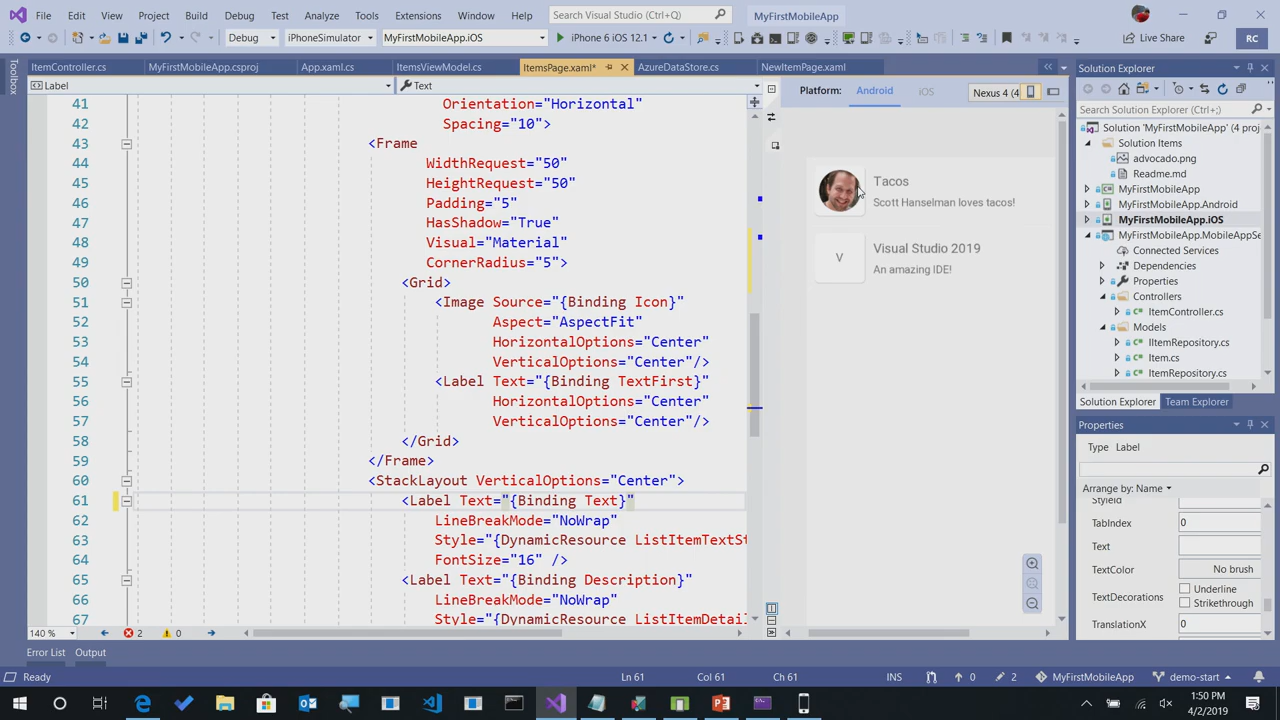 File Edit View Project Build Debug Test Analyze Tools Extensions Window Help Search Visual Studio MyFirstMobileApp
Debug iPhoneSimulator MyFirstMobileApp.iOS iPhone 6 iOS 12.1 Live Share RC
ItemController.cs MyFirstMobileApp.csproj App.xaml.cs ItemsViewModel.cs ItemsPage.xaml* AzureDataStore.cs NewItemPage.xaml
Toolbox
Label Text
41 Orientation="Horizontal"
42 Spacing="10">
43 <Frame
44 WidthRequest="50"
45 HeightRequest="50"
46 Padding="5"
47 HasShadow="True"
48 Visual="Material"
49 CornerRadius="5">
50 <Grid>
51 <Image Source="{Binding Icon}"
52 Aspect="AspectFit"
53 HorizontalOptions="Center"
54 VerticalOptions="Center"/>
55 <Label Text="{Binding TextFirst}"
56 HorizontalOptions="Center"
57 VerticalOptions="Center"/>
58 </Grid>
59 </Frame>
60 <StackLayout VerticalOptions="Center">
61 <Label Text="{Binding Text}"
62 LineBreakMode="NoWrap"
63 Style="{DynamicResource ListItemTextSt
64 FontSize="16" />
65 <Label Text="{Binding Description}"
66 LineBreakMode="NoWrap"
67 Style="{DynamicResource ListItemDetai
140 % 2 0
Platform: Android iOS Nexus 4 (4
Tacos
Scott Hanselman loves tacos!
V
Visual Studio 2019
An amazing IDE!
Solution Explorer
Search Solution Explorer (Ctrl+;)
Solution 'MyFirstMobileApp' (4 proj
Solution Items
advocado.png
Readme.md
MyFirstMobileApp
MyFirstMobileApp.Android
MyFirstMobileApp.iOS
MyFirstMobileApp.MobileAppSe
Connected Services
Dependencies
Properties
Controllers
ItemController.cs
Models
IItemRepository.cs
Item.cs
ItemRepository.cs
Solution Explorer Team Explorer
Properties
Type Label
Arrange by: Name
StyleId
TabIndex 0
Text
TextColor No brush
TextDecorations Underline
Strikethrough
TranslationX 0
Error List Output
Ready Ln 61 Col 61 INS 0 2 MyFirstMobileApp demo-start
1:50 PM
4/2/2019